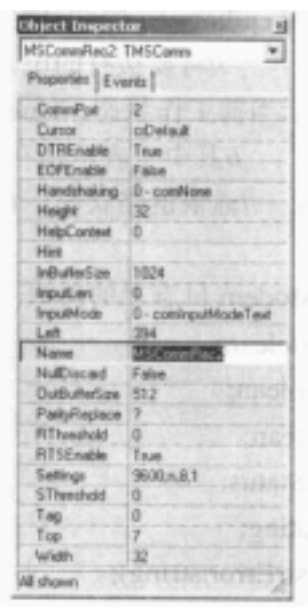 Object Inspector
MSCommRec2: TMSComm
Properties Events
CommPort 2
Cursor crDefault
DTREnable True
EOFEnable False
Handshaking 0 - comNone
Height 32
HelpContext 0
Hint
InBufferSize 1024
InputLen 0
InputMode 0 - comInputModeText
Left 394
Name MSCommRec2
NullDiscard False
OutBufferSize 512
ParityReplace ?
RThreshold 0
RTSEnable True
Settings 9600,n,8,1
SThreshold 0
Tag 0
Top 7
Width 32
All shown